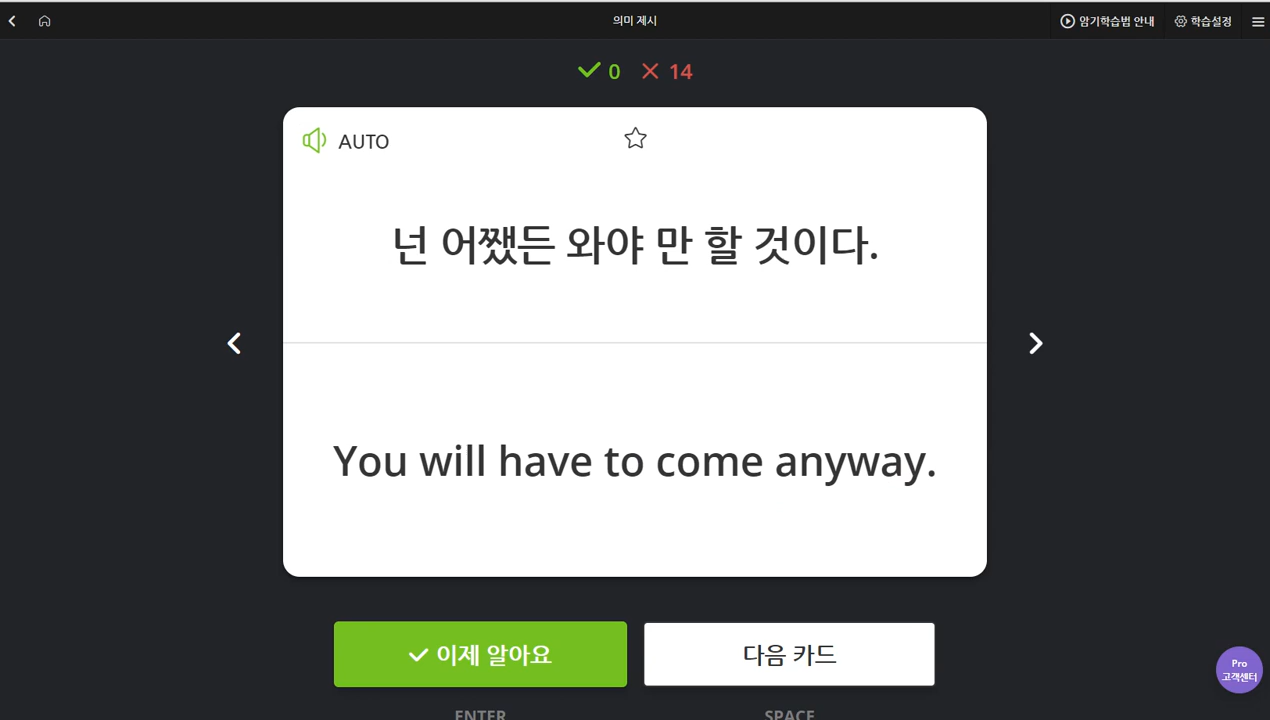 의미 제시
암기학습법 안내
학습설정
0
14
AUTO
넌 어쨌든 와야 만 할 것이다.
You will have to come anyway.
이제 알아요
다음 카드
Pro
고객센터
ENTER
SPACE